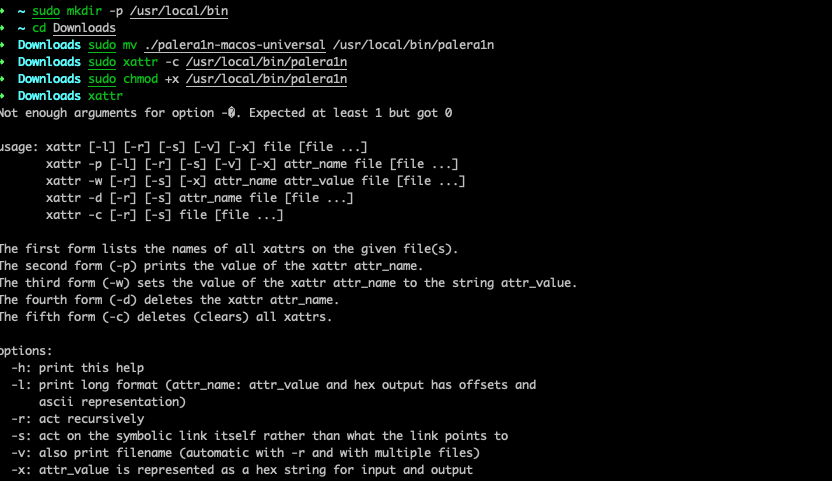 ➜ ~ sudo mkdir -p /usr/local/bin
➜ ~ cd Downloads
➜ Downloads sudo mv ./palera1n-macos-universal /usr/local/bin/palera1n
➜ Downloads sudo xattr -c /usr/local/bin/palera1n
➜ Downloads sudo chmod +x /usr/local/bin/palera1n
➜ Downloads xattr
Not enough arguments for option -�. Expected at least 1 but got 0
usage: xattr [-l] [-r] [-s] [-v] [-x] file [file ...]
xattr -p [-l] [-r] [-s] [-v] [-x] attr_name file [file ...]
xattr -w [-r] [-s] [-x] attr_name attr_value file [file ...]
xattr -d [-r] [-s] attr_name file [file ...]
xattr -c [-r] [-s] file [file ...]
The first form lists the names of all xattrs on the given file(s).
The second form (-p) prints the value of the xattr attr_name.
The third form (-w) sets the value of the xattr attr_name to the string attr_value.
The fourth form (-d) deletes the xattr attr_name.
The fifth form (-c) deletes (clears) all xattrs.
options:
-h: print this help
-l: print long format (attr_name: attr_value and hex output has offsets and
ascii representation)
-r: act recursively
-s: act on the symbolic link itself rather than what the link points to
-v: also print filename (automatic with -r and with multiple files)
-x: attr_value is represented as a hex string for input and output